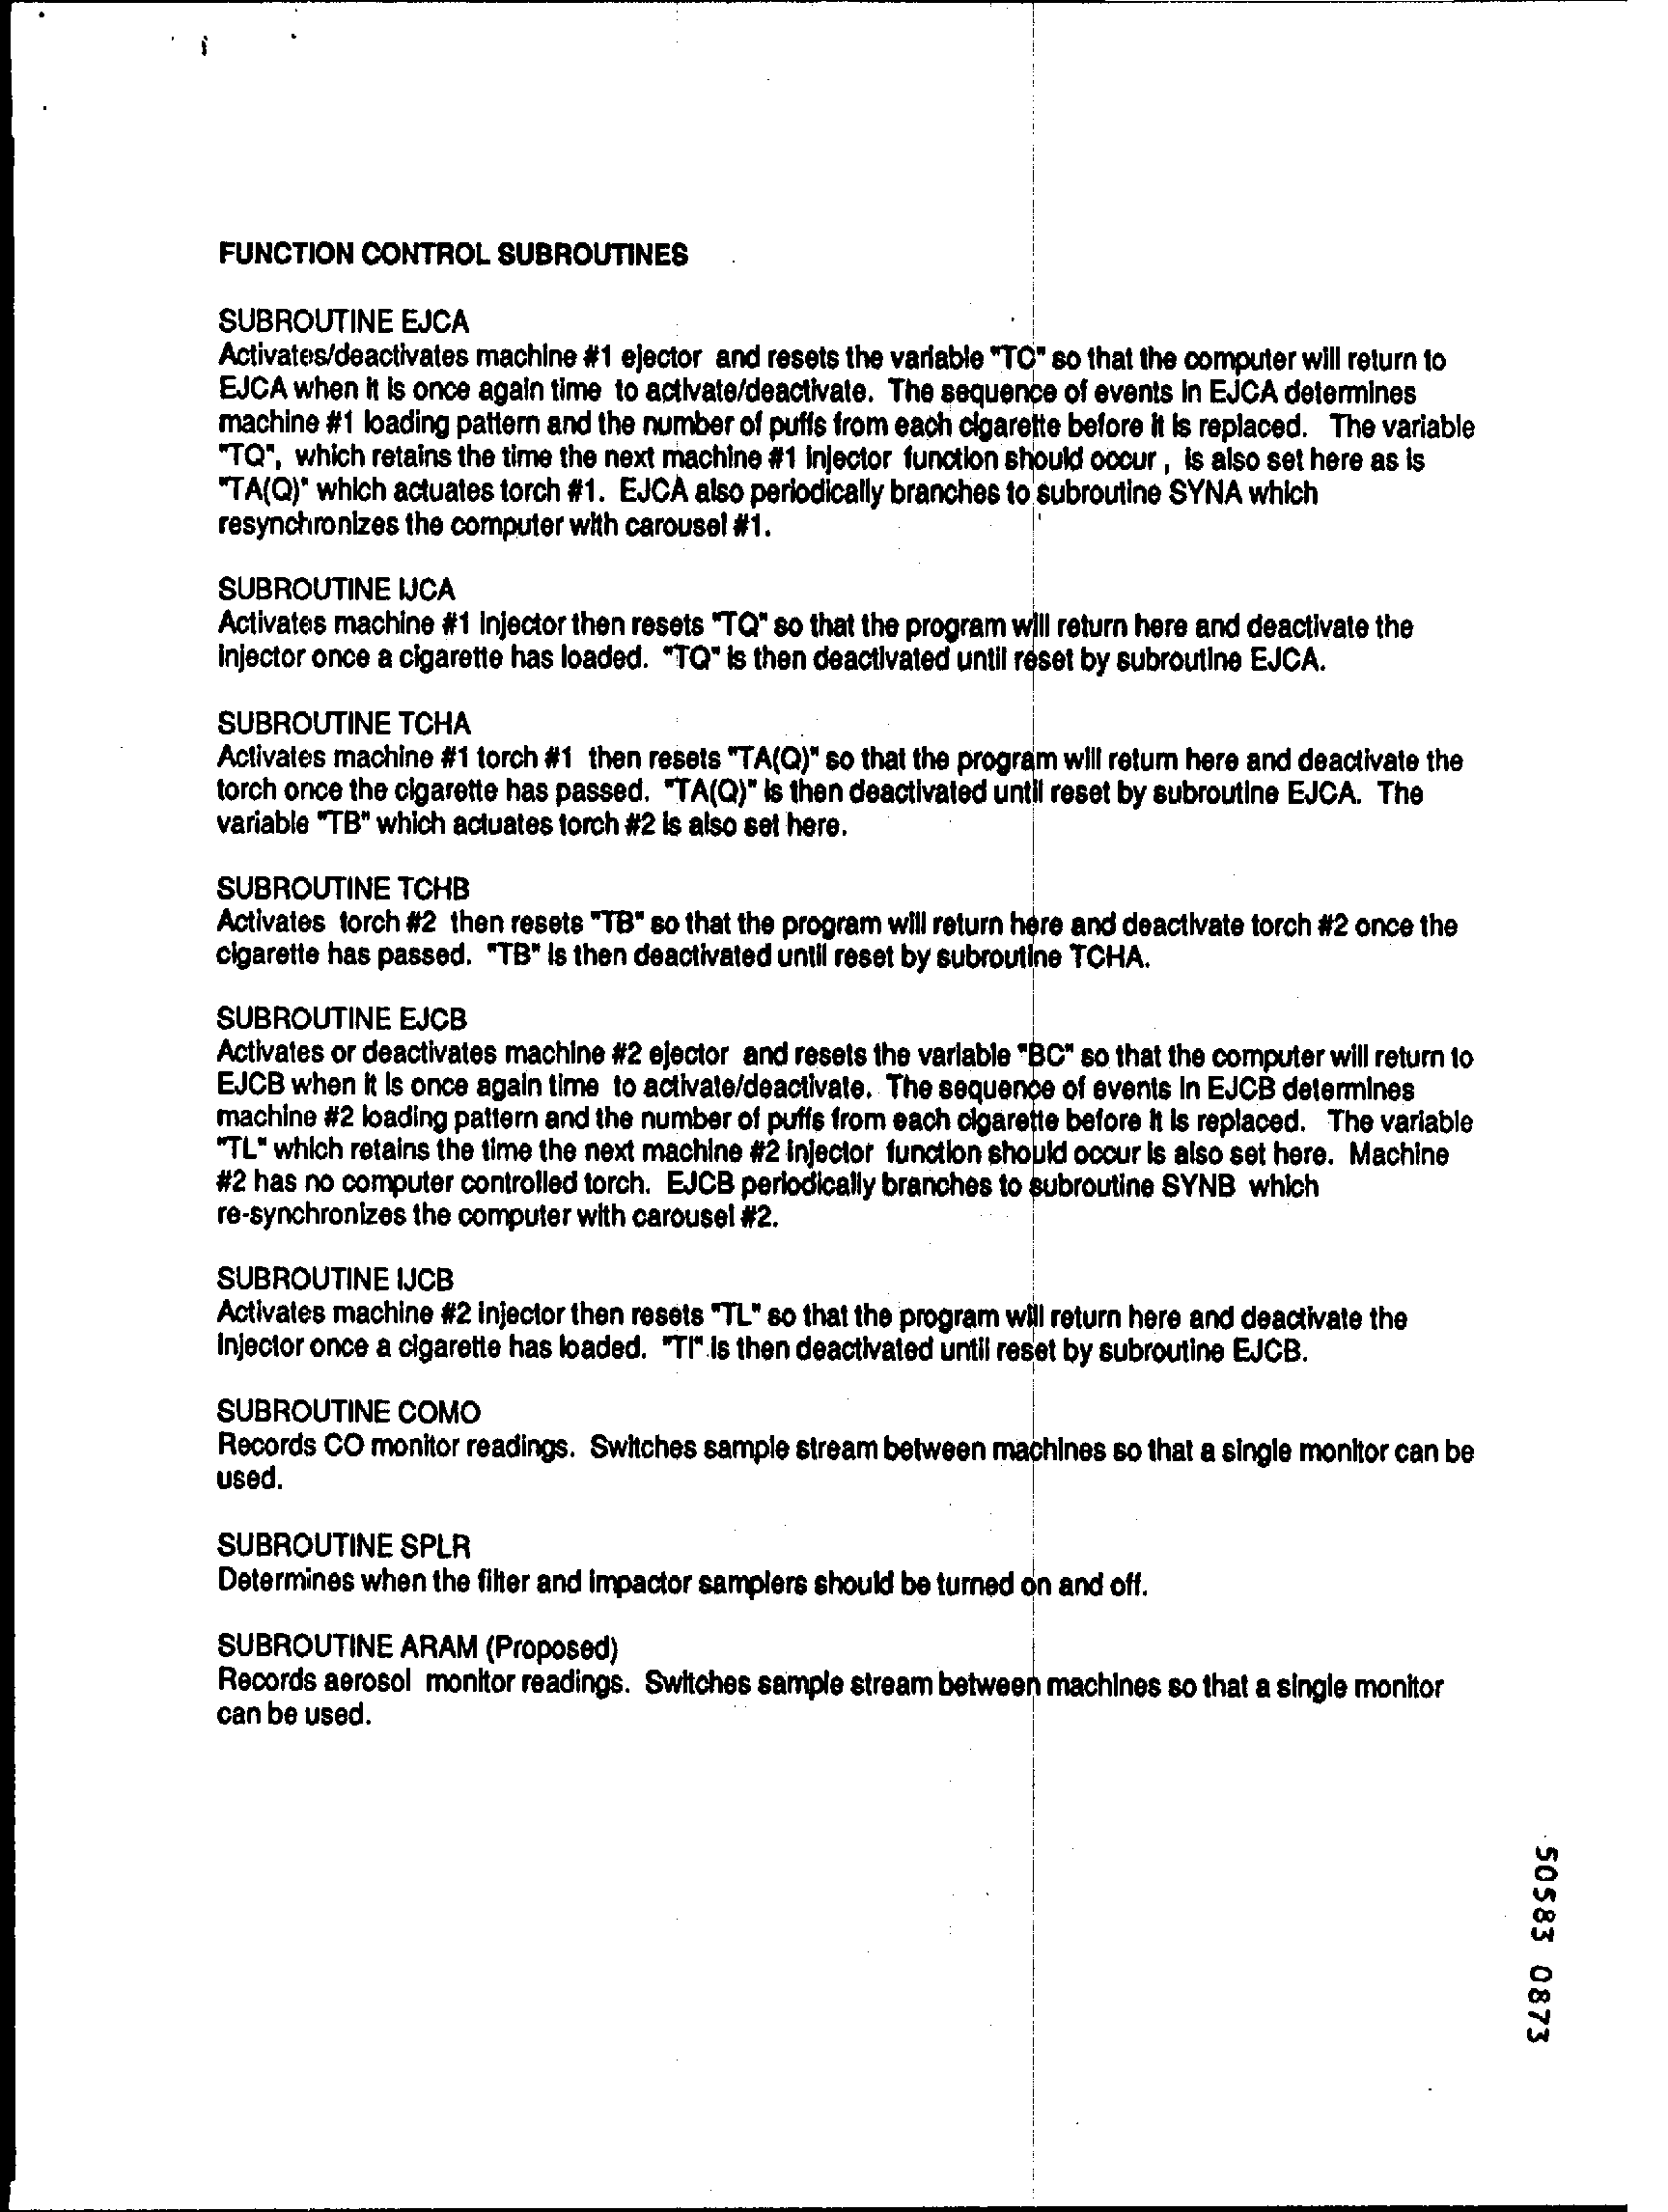 FUNCTION CONTROL SUBROUTINES
SUBROUTINE EJCA
Activates/deactivates machine #1 ejector and resets the variable "TC" so that the computer will return to
EJCA when it is once again time to activate/deactivate. The sequence of events in EJCA determines
machine #1 loading pattern and the number of puffs from each cigarette before it is replaced. The variable
"TQ", which retains the time the next machine #1 injector function should occur , is also set here as is
"TA(Q)" which actuates torch #1. EJCA also periodically branches to subroutine SYNA which
resynchronizes the computer with carousel #1.
SUBROUTINE IJCA
Activates machine #1 injector then resets "TQ" so that the program will return here and deactivate the
injector once a cigarette has loaded. "TQ" is then deactivated until reset by subroutine EJCA.
SUBROUTINE TCHA
Activates machine #1 torch #1 then resets "TA(Q)" so that the program will return here and deactivate the
torch once the cigarette has passed. "TA(Q)" is then deactivated until reset by subroutine EJCA. The
variable "TB" which actuates torch #2 is also set here.
SUBROUTINE TCHB
Activates torch #2 then resets "TB" so that the program will return here and deactivate torch #2 once the
cigarette has passed. "TB" is then deactivated until reset by subroutine TCHA.
SUBROUTINE EJCB
Activates or deactivates machine #2 ejector and resets the variable "BC" so that the computer will return to
EJCB when it is once again time to activate/deactivate. The sequence of events in EJCB determines
machine #2 loading pattern and the number of puffs from each cigarette before it is replaced. The variable
"TL" which retains the time the next machine #2 injector function should occur is also set here. Machine
#2 has no computer controlled torch. EJCB periodically branches to subroutine SYNB which
re-synchronizes the computer with carousel #2.
SUBROUTINE IJCB
Activates machine #2 injector then resets "TL" so that the program will return here and deactivate the
injector once a cigarette has loaded. "Tl" is then deactivated until reset by subroutine EJCB.
SUBROUTINE COMO
Records CO monitor readings. Switches sample stream between machines so that a single monitor can be
used.
SUBROUTINE SPLR
Determines when the filter and impactor samplers should be turned on and off.
SUBROUTINE ARAM (Proposed)
Records aerosol monitor readings. Switches sample stream between machines so that a single monitor
can be used.
50583 0873